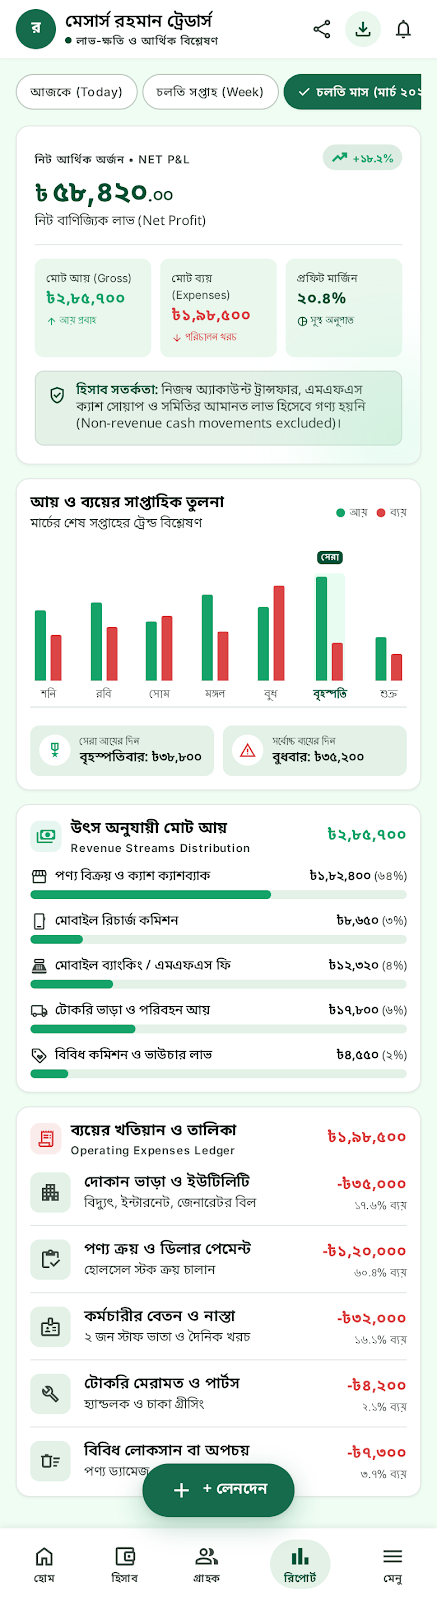 র
মেসার্স রহমান ট্রেডার্স
লাভ-ক্ষতি ও আর্থিক বিশ্লেষণ
আজকে (Today)
চলতি সপ্তাহ (Week)
চলতি মাস (মার্চ ২০২
নিট আর্থিক অর্জন • NET P&L
+১৮.২%
৳ ৫৮,৪২০.০০
নিট বাণিজ্যিক লাভ (Net Profit)
মোট আয় (Gross)
৳২,৮৫,৭০০
আয় প্রবাহ
মোট ব্যয়
(Expenses)
৳১,৯৮,৫০০
পরিচালন খরচ
প্রফিট মার্জিন
২০.৪%
সুস্থ অনুপাত
হিসাব সতর্কতা: নিজস্ব অ্যাকাউন্ট ট্রান্সফার, এমএফএস
ক্যাশ সোয়াপ ও সমিতির আমানত লাভ হিসেবে গণ্য হয়নি
(Non-revenue cash movements excluded)।
আয় ও ব্যয়ের সাপ্তাহিক তুলনা
মার্চের শেষ সপ্তাহের ট্রেন্ড বিশ্লেষণ
আয়
ব্যয়
সেরা
শনি
রবি
সোম
মঙ্গল
বুধ
বৃহস্পতি
শুক্র
সেরা আয়ের দিন
বৃহস্পতিবার: ৳৩৮,৮০০
সর্বোচ্চ ব্যয়ের দিন
বুধবার: ৳৩৫,২০০
উৎস অনুযায়ী মোট আয়
Revenue Streams Distribution
৳২,৮৫,৭০০
পণ্য বিক্রয় ও ক্যাশ ক্যাশব্যাক
৳১,৮২,৪০০ (৬৪%)
মোবাইল রিচার্জ কমিশন
৳৮,৬৫০ (৩%)
মোবাইল ব্যাংকিং / এমএফএস ফি
৳১২,৩২০ (৪%)
টোকরি ভাড়া ও পরিবহন আয়
৳১৭,৮০০ (৬%)
বিবিধ কমিশন ও ভাউচার লাভ
৳৪,৫৫০ (২%)
ব্যয়ের খতিয়ান ও তালিকা
Operating Expenses Ledger
৳১,৯৮,৫০০
দোকান ভাড়া ও ইউটিলিটি
বিদ্যুৎ, ইন্টারনেট, জেনারেটর বিল
-৳৩৫,০০০
১৭.৬% ব্যয়
পণ্য ক্রয় ও ডিলার পেমেন্ট
হোলসেল স্টক ক্রয় চালান
-৳১,২০,০০০
৬০.৪% ব্যয়
কর্মচারীর বেতন ও নাস্তা
২ জন স্টাফ ভাতা ও দৈনিক খরচ
-৳৩২,০০০
১৬.১% ব্যয়
টোকরি মেরামত ও পার্টস
হ্যান্ডলক ও চাকা গ্রীসিং
-৳৪,২০০
২.১% ব্যয়
বিবিধ লোকসান বা অপচয়
পণ্য ড্যামেজ
-৳৭,৩০০
৩.৭% ব্যয়
+ লেনদেন
হোম
হিসাব
গ্রাহক
রিপোর্ট
মেনু